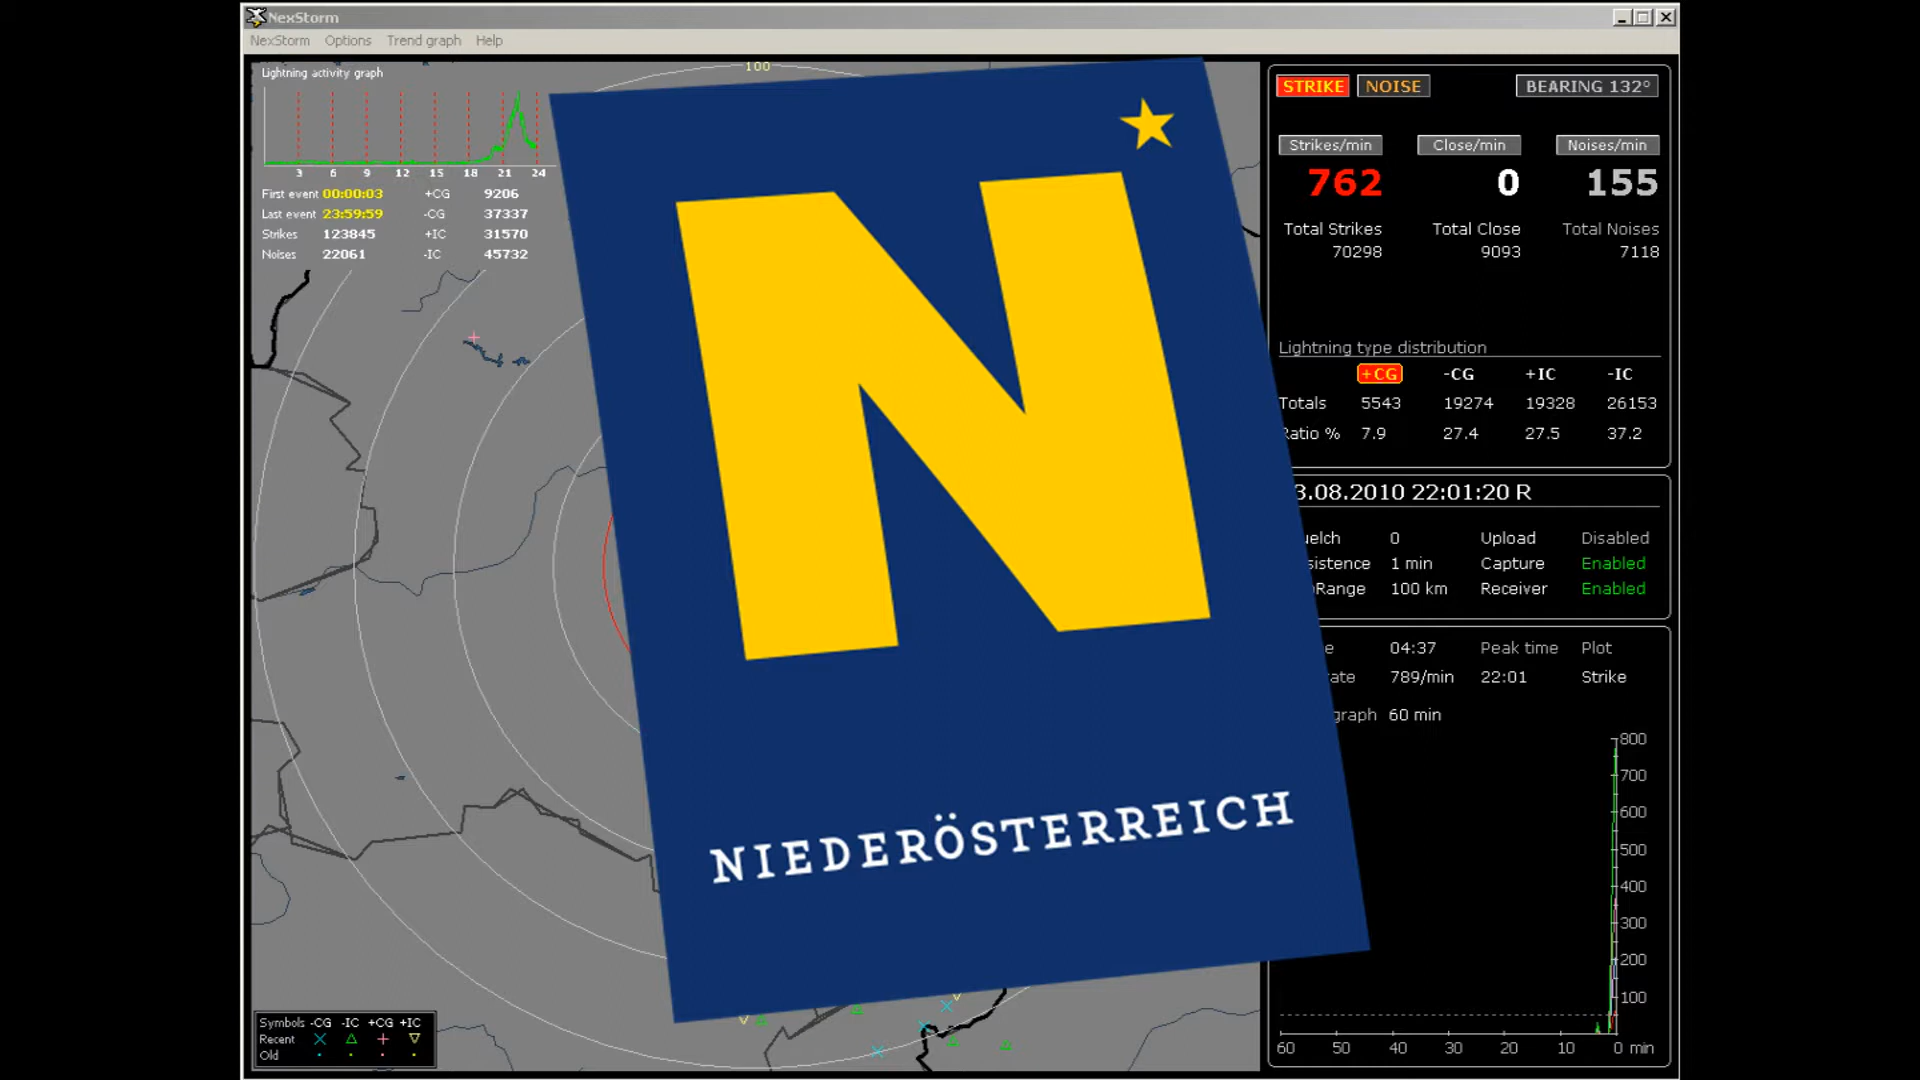 NexStorm
NexStorm Options Trend graph Help
Lightning activity graph
3 6 9 12 15 18 21 24
First event 00:00:03 +CG 9206
Last event 23:59:59 -CG 37337
Strikes 123845 +IC 31570
Noises 22061 -IC 45732
100
N
NIEDERÖSTERREICH
STRIKE NOISE BEARING 132°
Strikes/min Close/min Noises/min
762 0 155
Total Strikes Total Close Total Noises
70298 9093 7118
Lightning type distribution
+CG -CG +IC -IC
Totals 5543 19274 19328 26153
atio % 7.9 27.4 27.5 37.2
3.08.2010 22:01:20 R
uelch 0 Upload Disabled
sistence 1 min Capture Enabled
Range 100 km Receiver Enabled
e 04:37 Peak time Plot
ate 789/min 22:01 Strike
graph 60 min
800
700
600
500
400
300
200
100
60 50 40 30 20 10 0 min
Symbols -CG -IC +CG +IC
Recent
Old